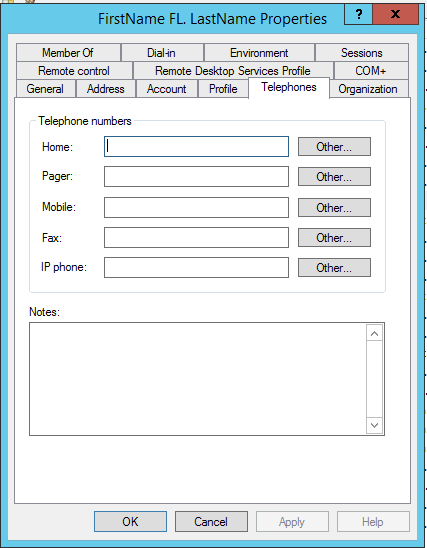 FirstName FL. LastName Properties ? x
Member Of Dial-in Environment Sessions
Remote control Remote Desktop Services Profile COM+
General Address Account Profile Telephones Organization
Telephone numbers
Home: Other...
Pager: Other...
Mobile: Other...
Fax: Other...
IP phone: Other...
Notes:
OK Cancel Apply Help